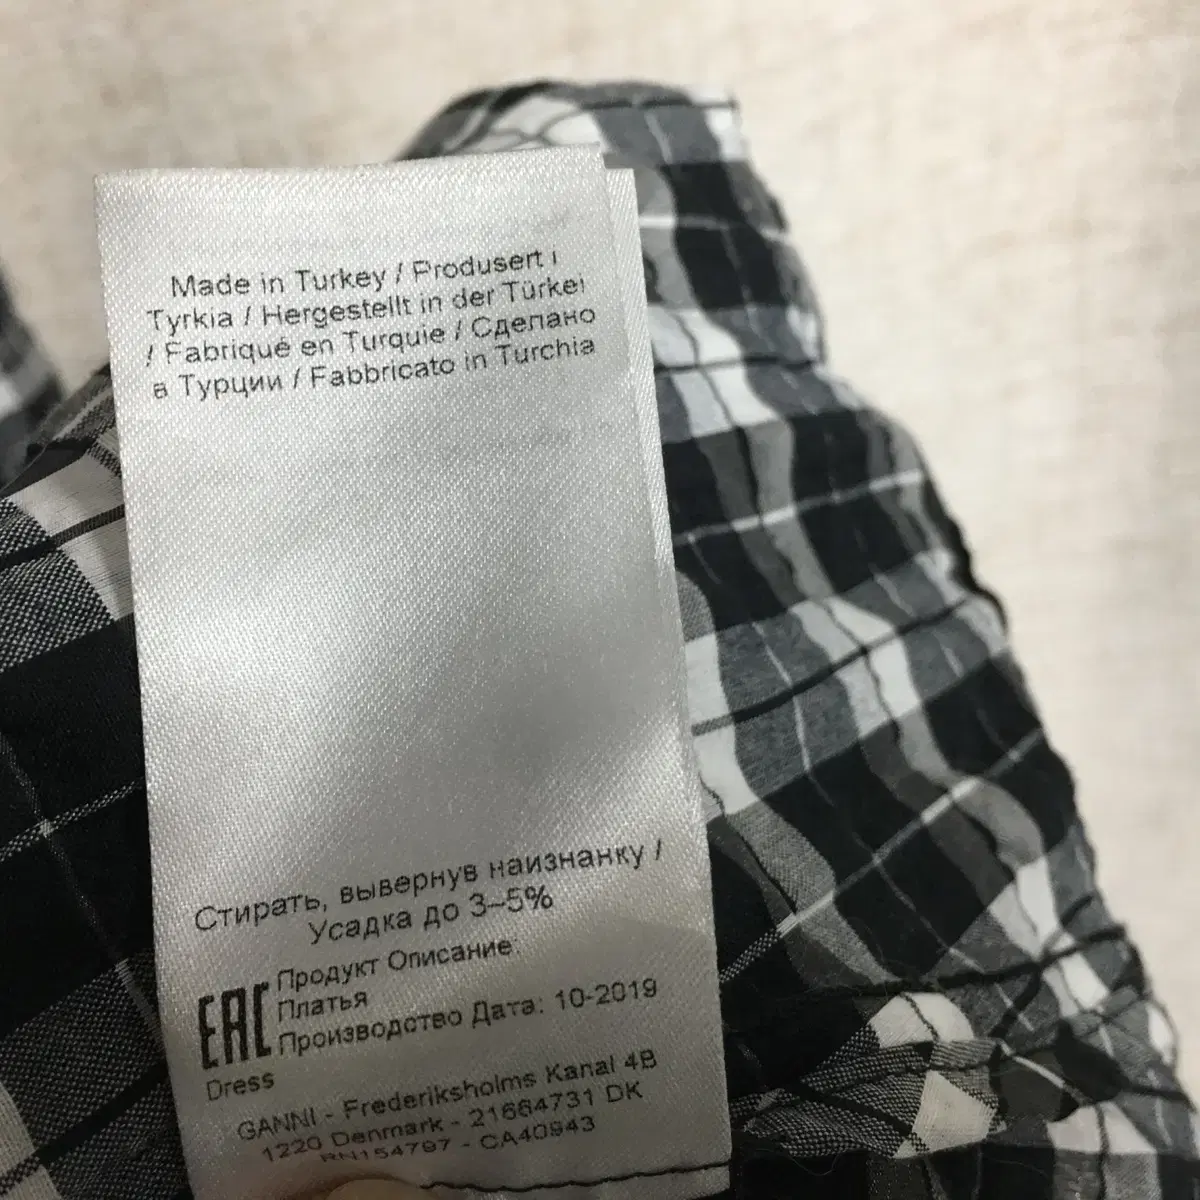 Made in Turkey / Produsert i
Tyrkia / Hergestellt in der Türkei
/ Fabriqué en Turquie / Сделано
в Турции / Fabbricato in Turchia
Стирать, вывернув наизнанку /
Усадка до 3~5%
EAC
Продукт Описание:
Платья
Производство Дата: 10-2019
Dress
GANNI - Frederiksholms Kanal 4B
1220 Denmark - 21664731 DK
RN154797 - CA40943